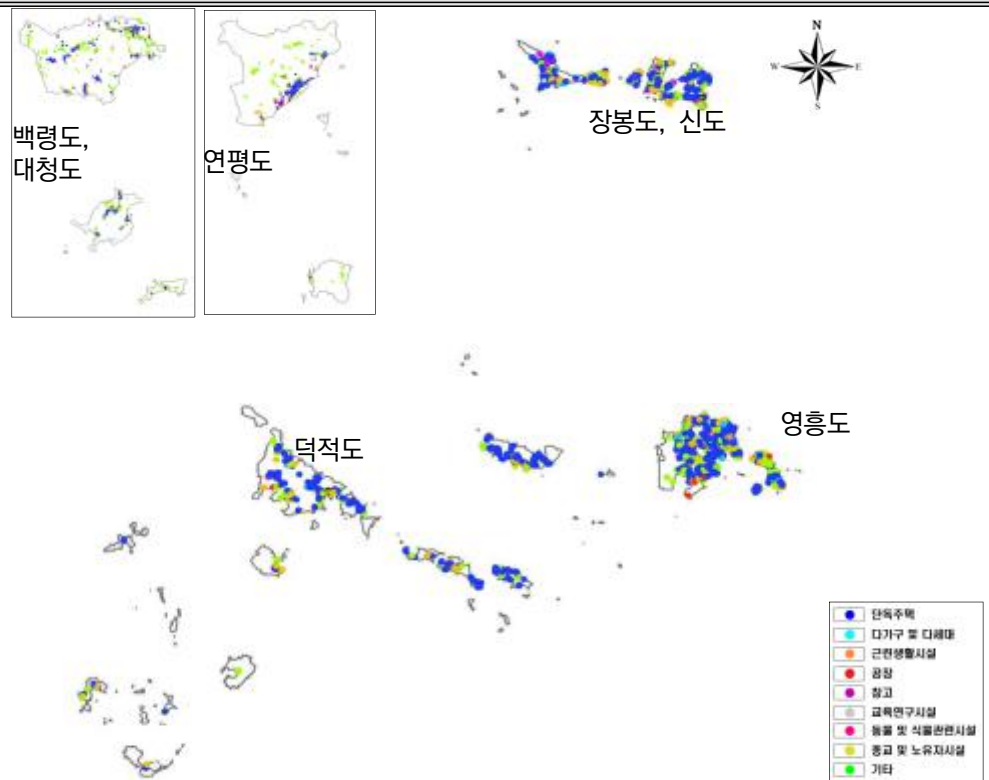 백령도,
대청도
연평도
장봉도, 신도
N
W
E
S
덕적도
영흥도
단독주택
다가구 및 다세대
근린생활시설
공장
창고
교육연구시설
동물 및 식물관련시설
종교 및 노유자시설
기타